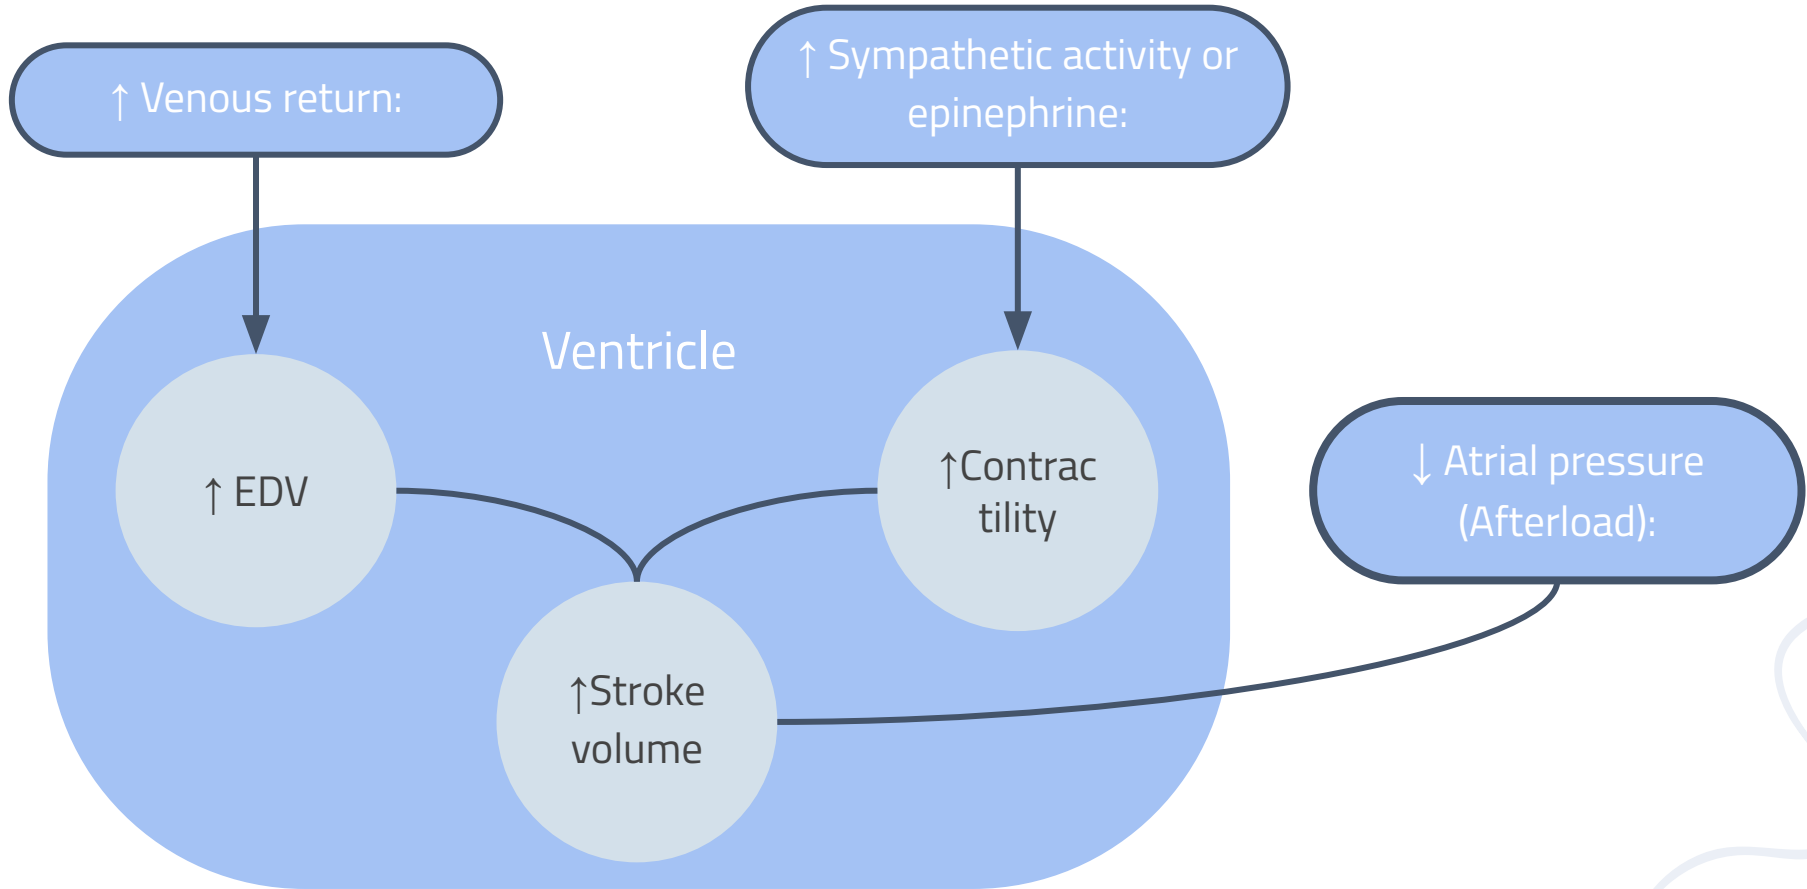 ↑ Venous return:
↑ Sympathetic activity or
epinephrine:
Ventricle
↑ EDV
↑Contrac
tility
↓ Atrial pressure
(Afterload):
↑Stroke
volume